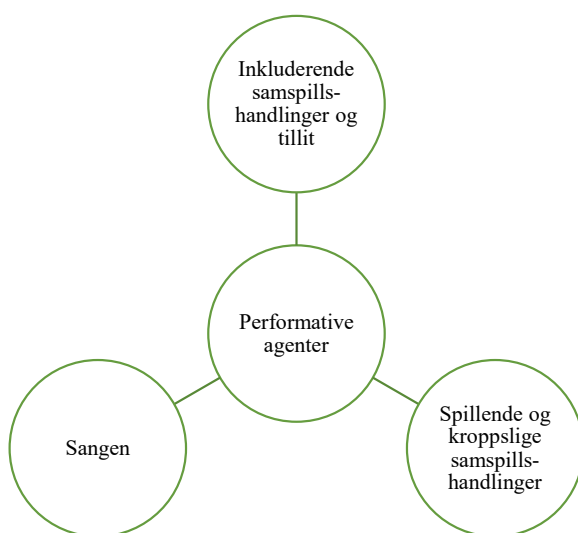 Inkluderende
samspills-
handlinger og
tillit
Performative
agenter
Sangen
Spillende og
kroppslige
samspills-
handlinger